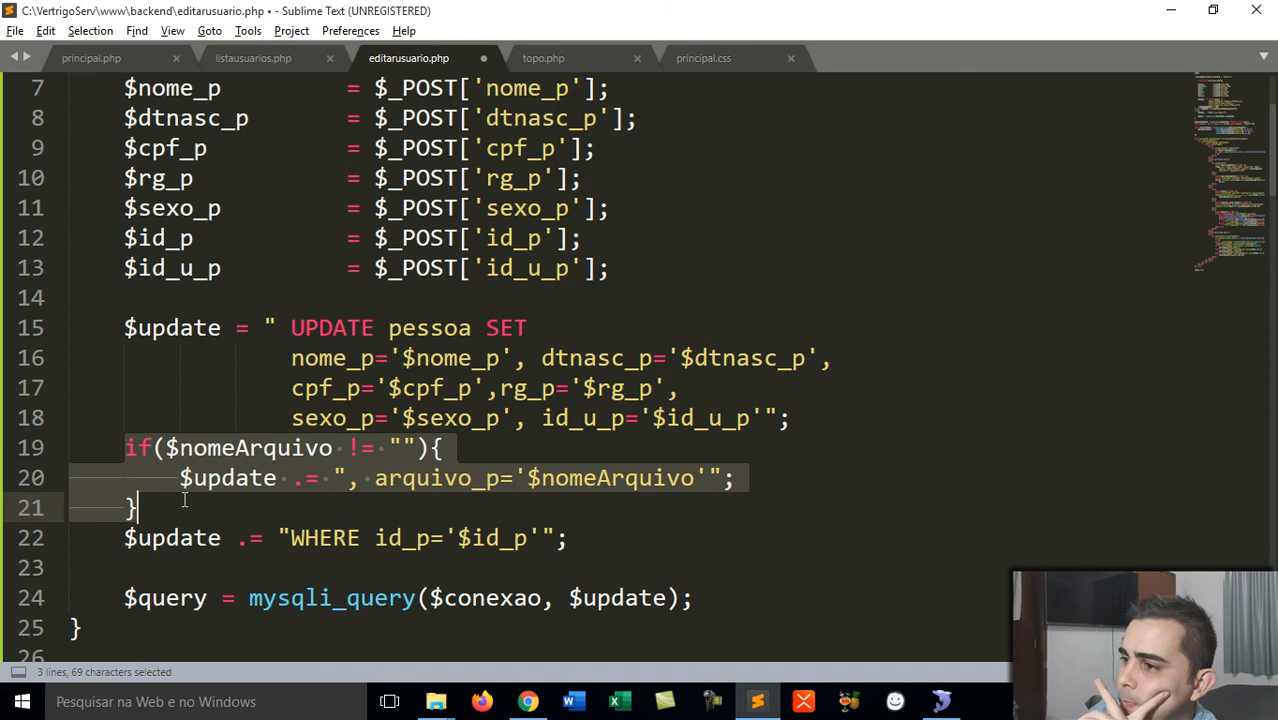 C:\VertrigoServ\www\backend\editarusuario.php • - Sublime Text (UNREGISTERED)
File Edit Selection Find View Goto Tools Project Preferences Help
principal.php listausuarios.php editarusuario.php topo.php principal.css
7 $nome_p = $_POST['nome_p'];
8 $dtnasc_p = $_POST['dtnasc_p'];
9 $cpf_p = $_POST['cpf_p'];
10 $rg_p = $_POST['rg_p'];
11 $sexo_p = $_POST['sexo_p'];
12 $id_p = $_POST['id_p'];
13 $id_u_p = $_POST['id_u_p'];
14
15 $update = " UPDATE pessoa SET
16 nome_p='$nome_p', dtnasc_p='$dtnasc_p',
17 cpf_p='$cpf_p',rg_p='$rg_p',
18 sexo_p='$sexo_p', id_u_p='$id_u_p'";
19 if($nomeArquivo != ""){
20 $update .= ", arquivo_p='$nomeArquivo'";
21 }
22 $update .= "WHERE id_p='$id_p'";
23
24 $query = mysqli_query($conexao, $update);
25 }
26
3 lines, 69 characters selected
Pesquisar na Web e no Windows